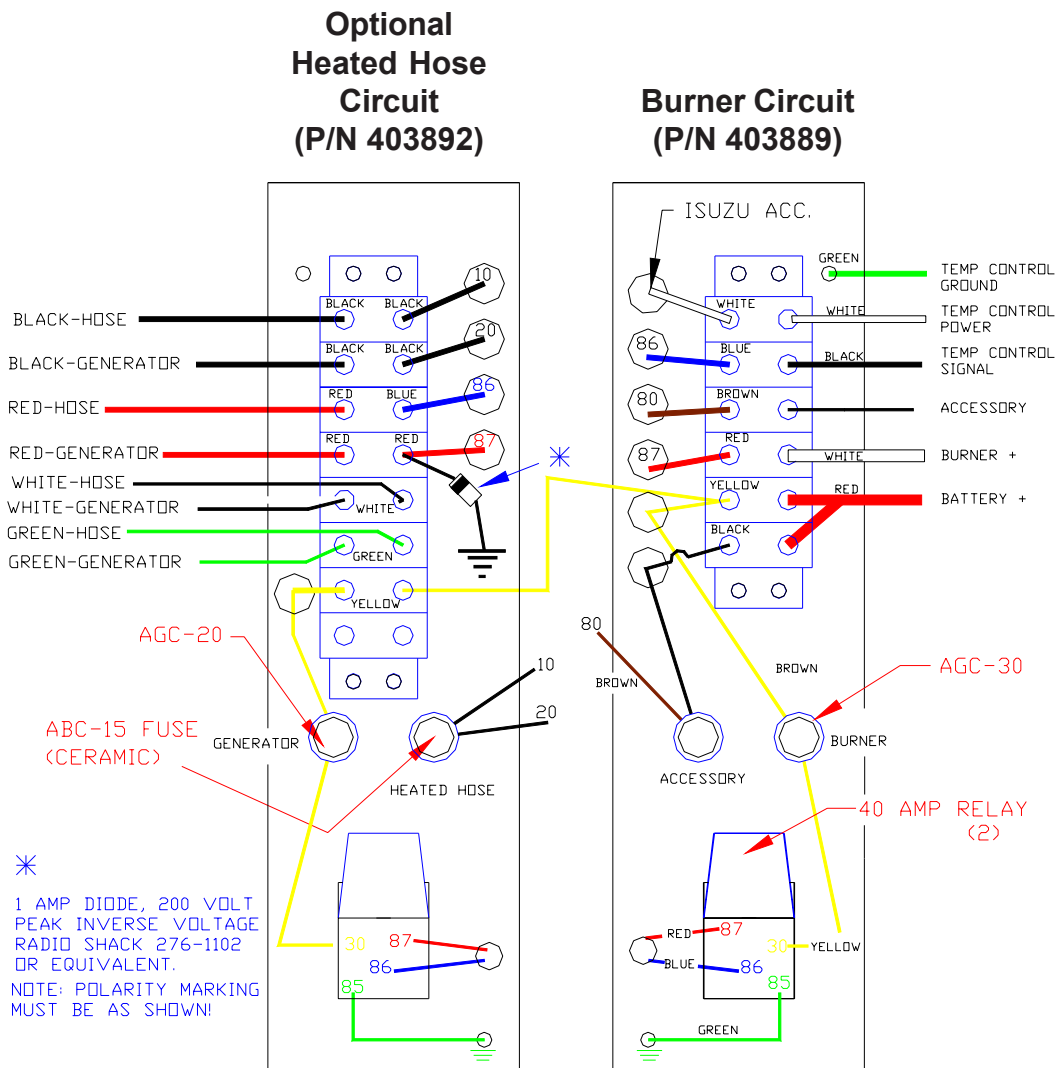 Optional
Heated Hose
Circuit
(P/N 403892)
Burner Circuit
(P/N 403889)
BLACK-HOSE
BLACK-GENERATOR
RED-HOSE
RED-GENERATOR
WHITE-HOSE
WHITE-GENERATOR
GREEN-HOSE
GREEN-GENERATOR
BLACK
BLACK
10
BLACK
BLACK
20
RED
BLUE
86
RED
RED
87
WHITE
GREEN
YELLOW
AGC-20
ABC-15 FUSE
(CERAMIC)
GENERATOR
HEATED HOSE
10
20
30
87
86
85
*
*
1 AMP DIODE, 200 VOLT
PEAK INVERSE VOLTAGE
RADIO SHACK 276-1102
OR EQUIVALENT.
NOTE: POLARITY MARKING
MUST BE AS SHOWN!
ISUZU ACC.
GREEN
TEMP CONTROL
GROUND
WHITE
WHITE
TEMP CONTROL
POWER
86
BLUE
BLACK
TEMP CONTROL
SIGNAL
80
BROWN
ACCESSORY
87
RED
WHITE
BURNER +
YELLOW
RED
BATTERY +
BLACK
80
BROWN
BROWN
AGC-30
ACCESSORY
BURNER
40 AMP RELAY
(2)
RED
87
30
YELLOW
BLUE
86
85
GREEN